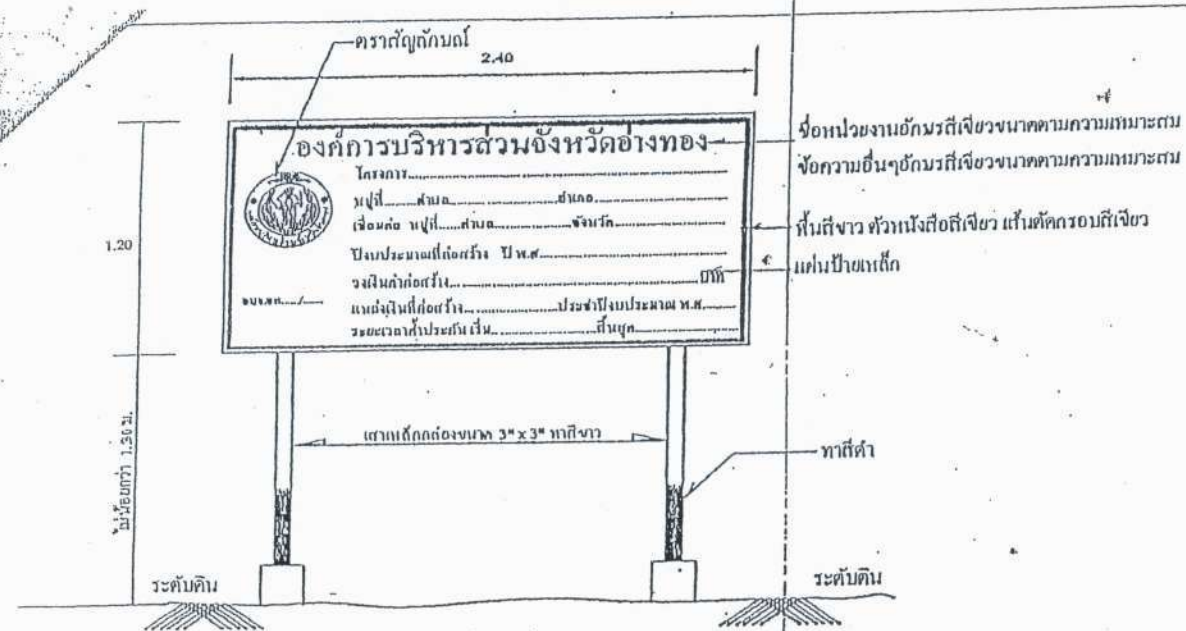 ตราสัญลักษณ์
2.40
องค์การบริหารส่วนจังหวัดอ่างทอง
โครงการ
หมู่ที่......ตำบล..................อำเภอ
เชื่อมต่อ หมู่ที่......ตำบล..................จังหวัด
ปีงบประมาณที่ก่อสร้าง ปี พ.ศ.
วงเงินค่าก่อสร้าง..................บาท
แหล่งเงินที่ก่อสร้าง..................ประจำปีงบประมาณ พ.ศ.
ระยะเวลาค้ำประกัน เริ่ม..................สิ้นสุด
ชื่อหน่วยงานอักษรสีเขียวขนาดตามความเหมาะสม
ข้อความอื่นๆอักษรสีเขียวขนาดตามความเหมาะสม
พื้นสีขาว ตัวหนังสือสีเขียว เส้นตัดกรอบสีเขียว
แผ่นป้ายเหล็ก
1.20
ไม่น้อยกว่า 1.30 ม.
เสาเหล็กกล่องขนาด 3" x 3" ทาสีขาว
ทาสีดำ
ระดับดิน
ระดับดิน